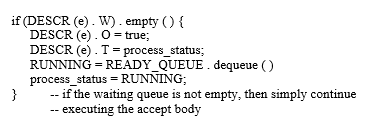 if (DESCR (e) . W) . empty ( ) {
DESCR (e) . O = true;
DESCR (e) . T = process_status;
RUNNING = READY_QUEUE . dequeue ( )
process_status = RUNNING;
} -- if the waiting queue is not empty, then simply continue
-- executing the accept body